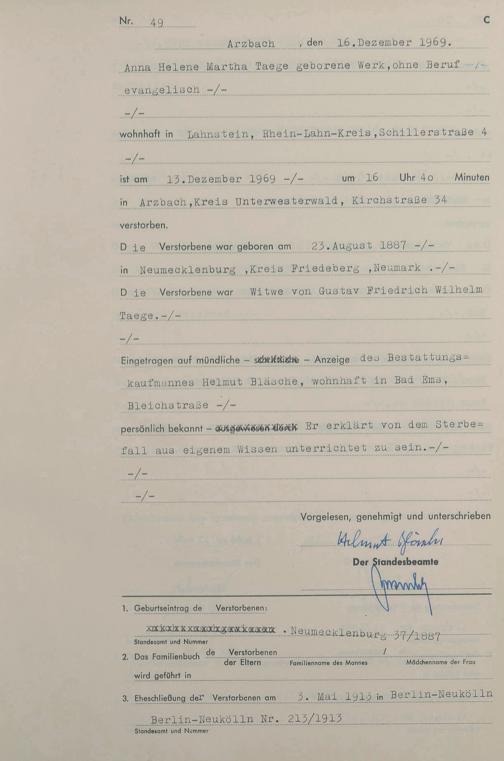 Nr. 49 C
Arzbach , den 16.Dezember 1969.
Anna Helene Martha Taege geborene Werk,ohne Beruf -/-
evangelisch -/-
-/-
wohnhaft in Lahnstein, Rhein-Lahn-Kreis,Schillerstraße 4
-/-
ist am 13.Dezember 1969 -/- um 16 Uhr 40 Minuten
in Arzbach,Kreis Unterwesterwald, Kirchstraße 34
verstorben.
D ie Verstorbene war geboren am 23.August 1887 -/-
in Neumecklenburg ,Kreis Friedeberg ,Neumark .-/-
D ie Verstorbene war Witwe von Gustav Friedrich Wilhelm
Taege.-/-
-/-
Eingetragen auf mündliche – schriftliche – Anzeige des Bestattungs=
kaufmannes Helmut Bläsche, wohnhaft in Bad Ems,
Bleichstraße -/-
persönlich bekannt – ausgewiesen durch Er erklärt von dem Sterbe=
fall aus eigenem Wissen unterrichtet zu sein.-/-
-/-
-/-
Vorgelesen, genehmigt und unterschrieben
Helmut
Der Standesbeamte
1. Geburtseintrag de Verstorbenen:
. Neumecklenburg 37/1887
Standesamt und Nummer
2. Das Familienbuch de Verstorbenen /
der Eltern Familienname des Mannes Mädchenname der Frau
wird geführt in
3. Eheschließung der Verstorbenen am 3. Mai 1913 in Berlin-Neukölln
Berlin-Neukölln Nr. 213/1913
Standesamt und Nummer